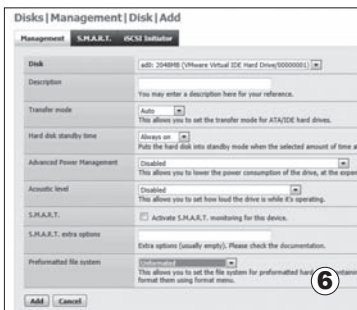 Disks|Management|Disk|Add
Management S.M.A.R.T. iSCSI Initiator
Disk ad0: 2048MB (VMware Virtual IDE Hard Drive/00000001)
Description
You may enter a description here for your reference.
Transfer mode Auto
This allows you to set the transfer mode for ATA/IDE hard drives.
Hard disk standby time Always on
Puts the hard disk into standby mode when the selected amount of time a
Advanced Power Management Disabled
This allows you to lower the power consumption of the drive, at the expen
Acoustic level Disabled
This allows you to set how loud the drive is while it's operating.
S.M.A.R.T. Activate S.M.A.R.T. monitoring for this device.
S.M.A.R.T. extra options
Extra options (usually empty). Please check the documentation.
Preformatted file system Unformatted
This allows you to set the file system for preformatted hard containin
format them using format menu.
Add Cancel
6